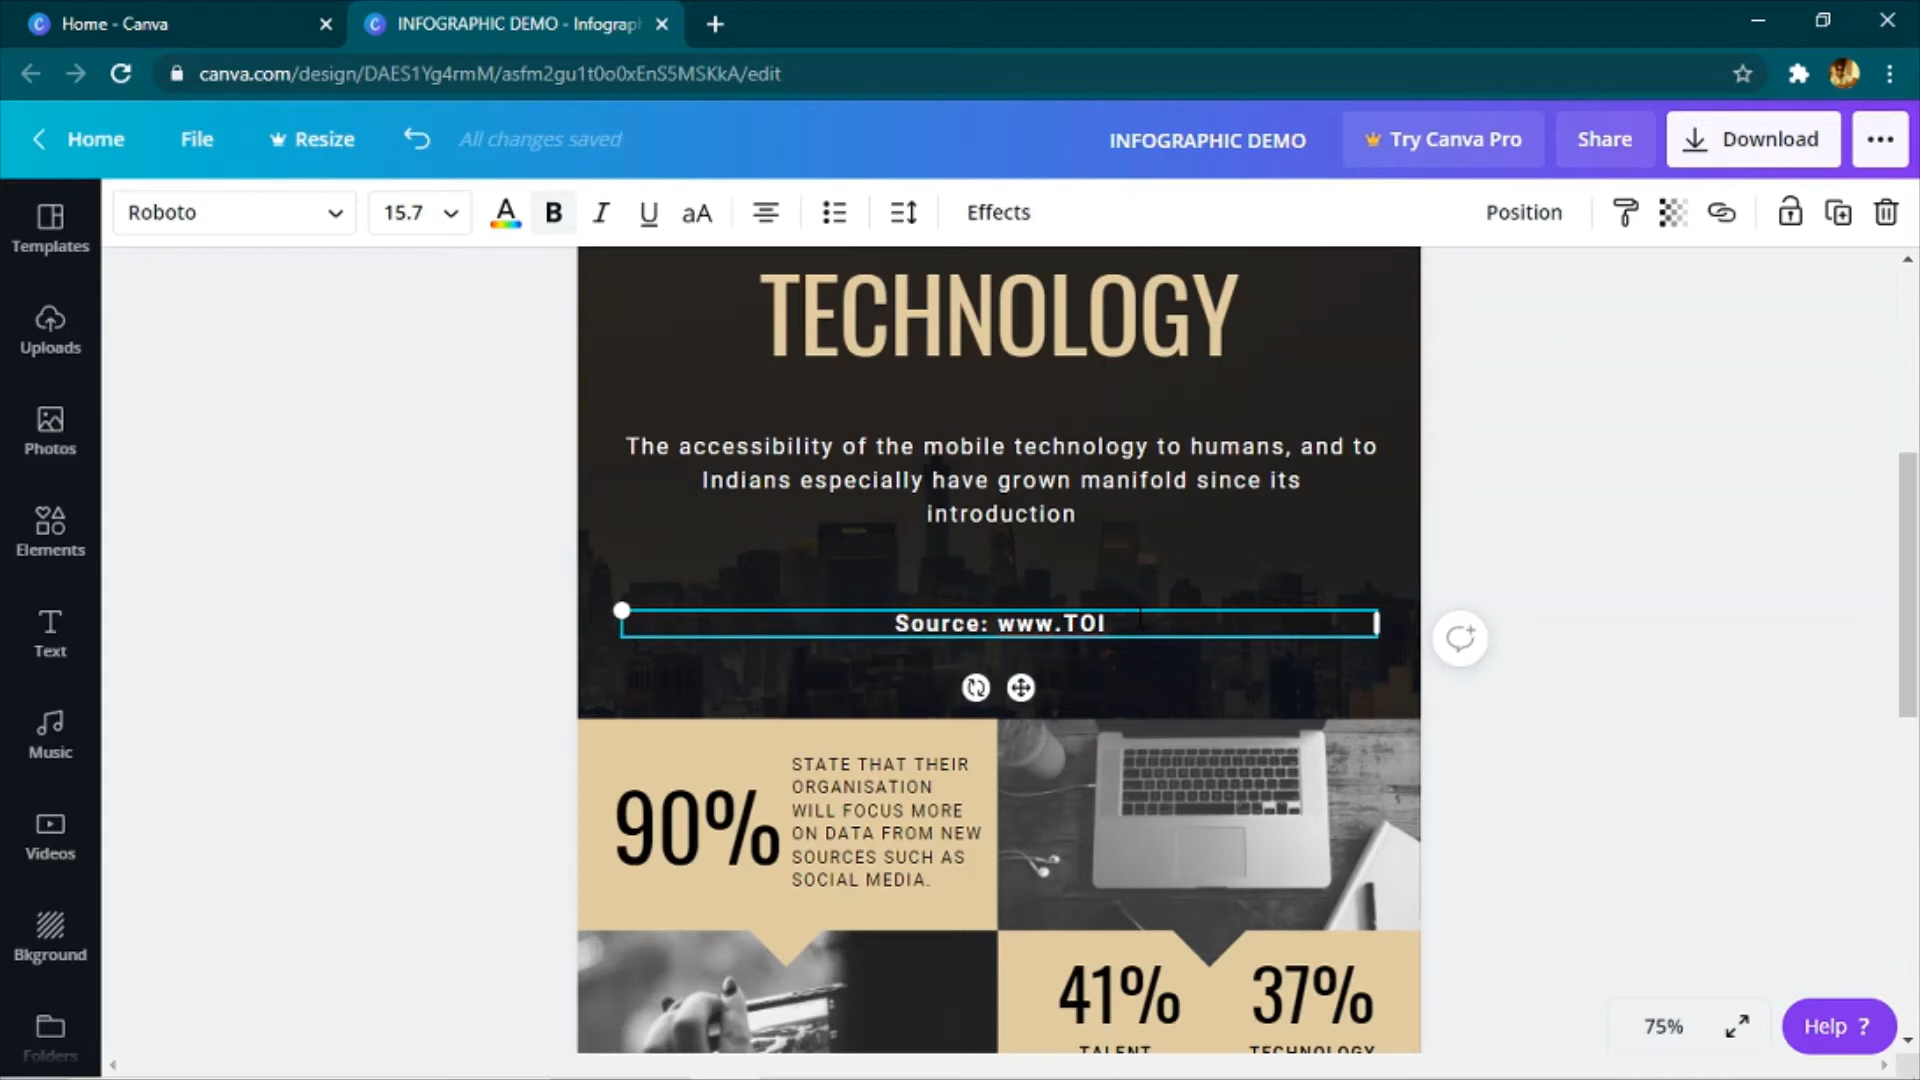 Home - Canva
INFOGRAPHIC DEMO - Infograp
canva.com/design/DAES1Yg4rmM/asfm2gu1t0o0xEnS5MSKkA/edit
Home
File
Resize
All changes saved
INFOGRAPHIC DEMO
Try Canva Pro
Share
Download
Roboto
15.7
A
B
I
U
aA
Effects
Position
Templates
Uploads
Photos
Elements
Text
Music
Videos
Bkground
Folders
TECHNOLOGY
The accessibility of the mobile technology to humans, and to
Indians especially have grown manifold since its
introduction
Source: www.TOI
90%
STATE THAT THEIR
ORGANISATION
WILL FOCUS MORE
ON DATA FROM NEW
SOURCES SUCH AS
SOCIAL MEDIA.
41%
37%
TALENT
TECHNOLOGY
75%
Help ?